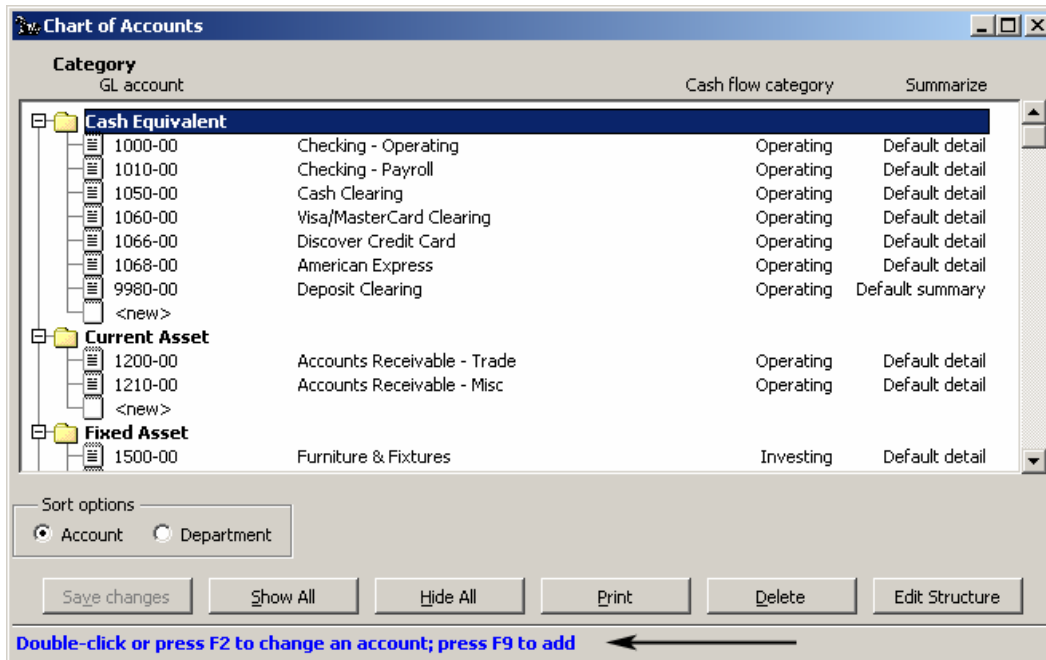 Chart of Accounts
Category
GL account Cash flow category Summarize
Cash Equivalent
1000-00 Checking - Operating Operating Default detail
1010-00 Checking - Payroll Operating Default detail
1050-00 Cash Clearing Operating Default detail
1060-00 Visa/MasterCard Clearing Operating Default detail
1066-00 Discover Credit Card Operating Default detail
1068-00 American Express Operating Default detail
9980-00 Deposit Clearing Operating Default summary
<new>
Current Asset
1200-00 Accounts Receivable - Trade Operating Default detail
1210-00 Accounts Receivable - Misc Operating Default detail
<new>
Fixed Asset
1500-00 Furniture & Fixtures Investing Default detail
Sort options
Account Department
Save changes Show All Hide All Print Delete Edit Structure
Double-click or press F2 to change an account; press F9 to add